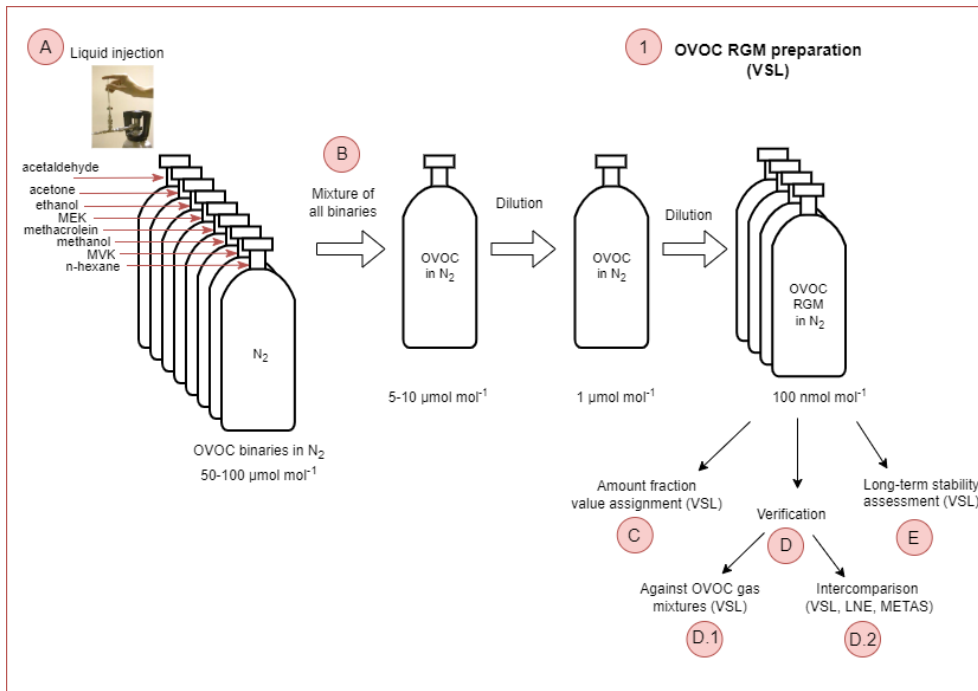 A
Liquid injection
1
OVOC RGM preparation
(VSL)
acetaldehyde
acetone
ethanol
MEK
methacrolein
methanol
MVK
n-hexane
N₂
OVOC binaries in N₂
50-100 µmol mol⁻¹
B
Mixture of
all binaries
OVOC
in N₂
5-10 µmol mol⁻¹
Dilution
OVOC
in N₂
1 µmol mol⁻¹
Dilution
OVOC
RGM
in N₂
100 nmol mol⁻¹
Amount fraction
value assignment (VSL)
C
Verification
D
Long-term stability
assessment (VSL)
E
Against OVOC gas
mixtures (VSL)
D.1
Intercomparison
(VSL, LNE, METAS)
D.2